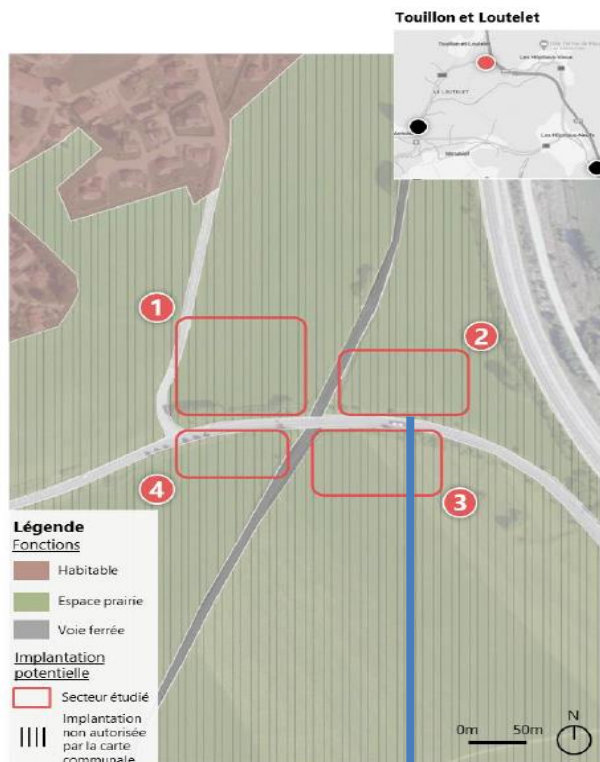 Touillon et Loutelet
Touillon-et-Loutelet
Les Hôpitaux-Vieux
LE LOUTELET
Les Hôpitaux-Neufs
1
2
4
3
Légende
Fonctions
Habitable
Espace prairie
Voie ferrée
Implantation
potentielle
Secteur étudié
Implantation
non autorisée
par la carte
communale
0m
50m
N